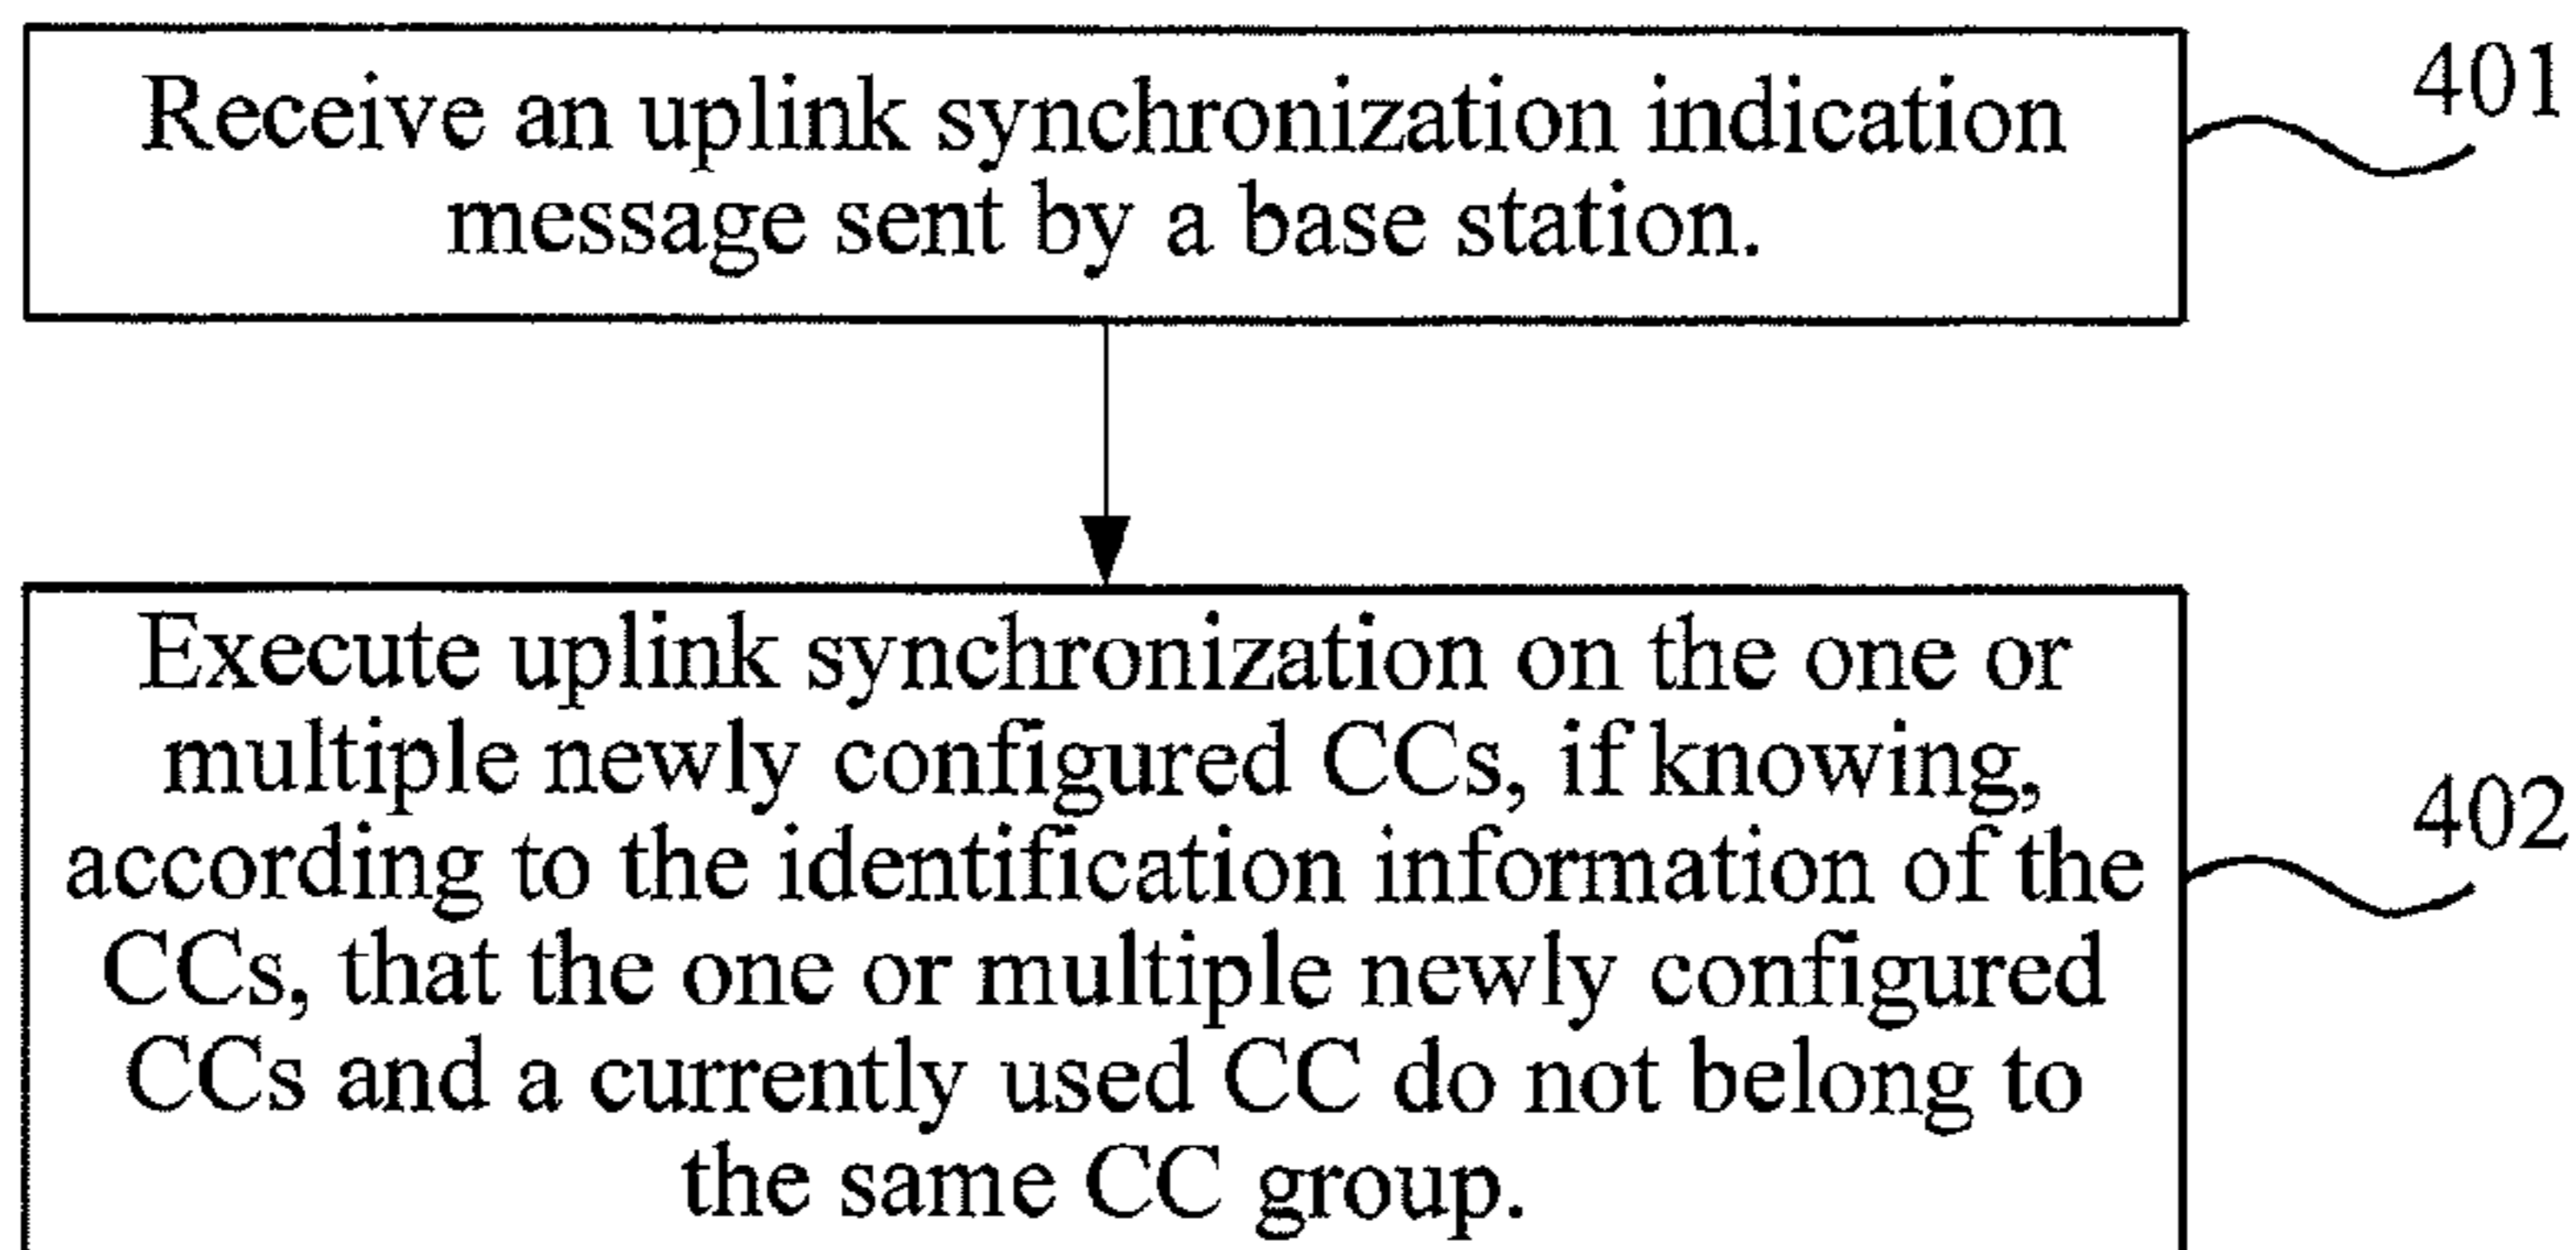 Receive an uplink synchronization indication
message sent by a base station.
401
Execute uplink synchronization on the one or
multiple newly configured CCs, if knowing,
according to the identification information of the
CCs, that the one or multiple newly configured
CCs and a currently used CC do not belong to
the same CC group.
402